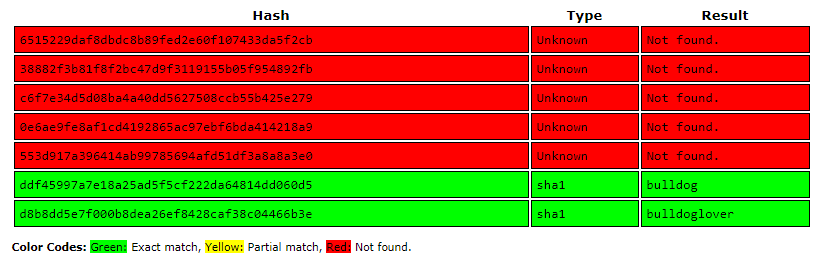 Hash Type Result
6515229daf8dbdc8b89fed2e60f107433da5f2cb Unknown Not found.
38882f3b81f8f2bc47d9f3119155b05f954892fb Unknown Not found.
c6f7e34d5d08ba4a40dd5627508ccb55b425e279 Unknown Not found.
0e6ae9fe8af1cd4192865ac97ebf6bda414218a9 Unknown Not found.
553d917a396414ab99785694afd51df3a8a8a3e0 Unknown Not found.
ddf45997a7e18a25ad5f5cf222da64814dd060d5 sha1 bulldog
d8b8dd5e7f000b8dea26ef8428caf38c04466b3e sha1 bulldoglover
Color Codes: Green: Exact match, Yellow: Partial match, Red: Not found.